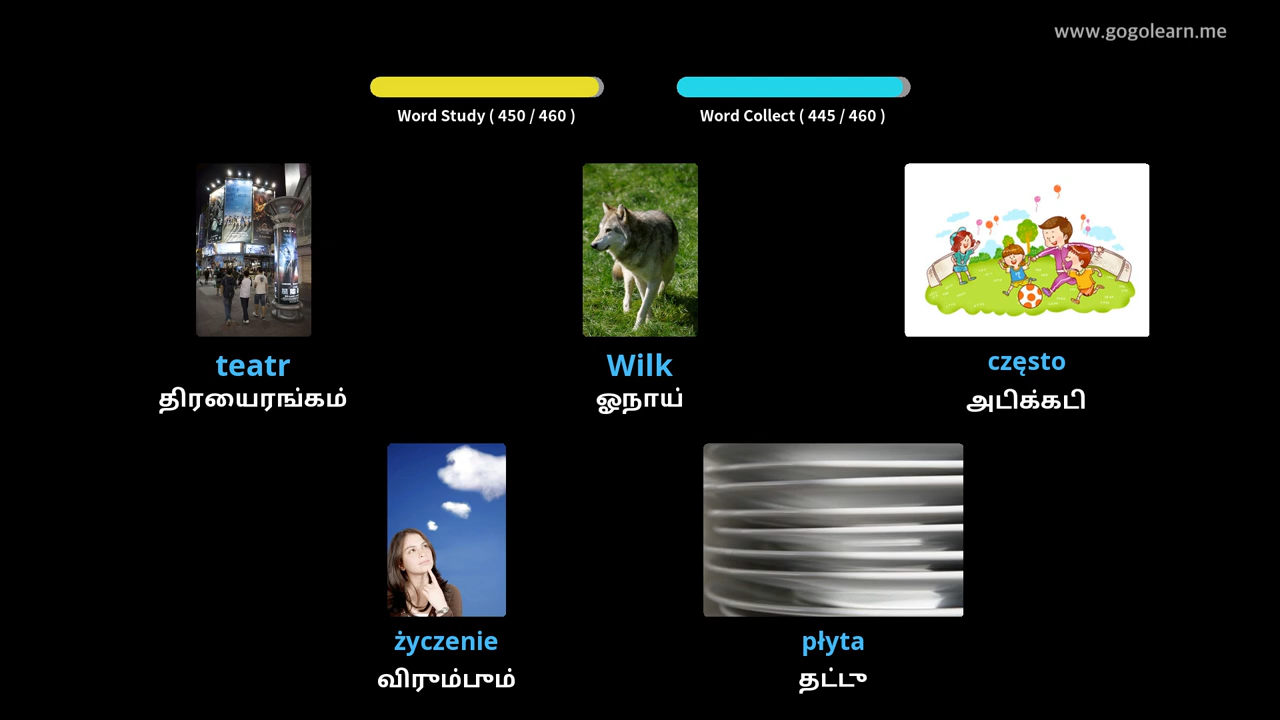 www.gogolearn.me
Word Study ( 450 / 460 )
Word Collect ( 445 / 460 )
teatr
திரையரங்கம்
Wilk
ஓநாய்
często
அடிக்கடி
życzenie
விரும்பும்
płyta
தட்டு